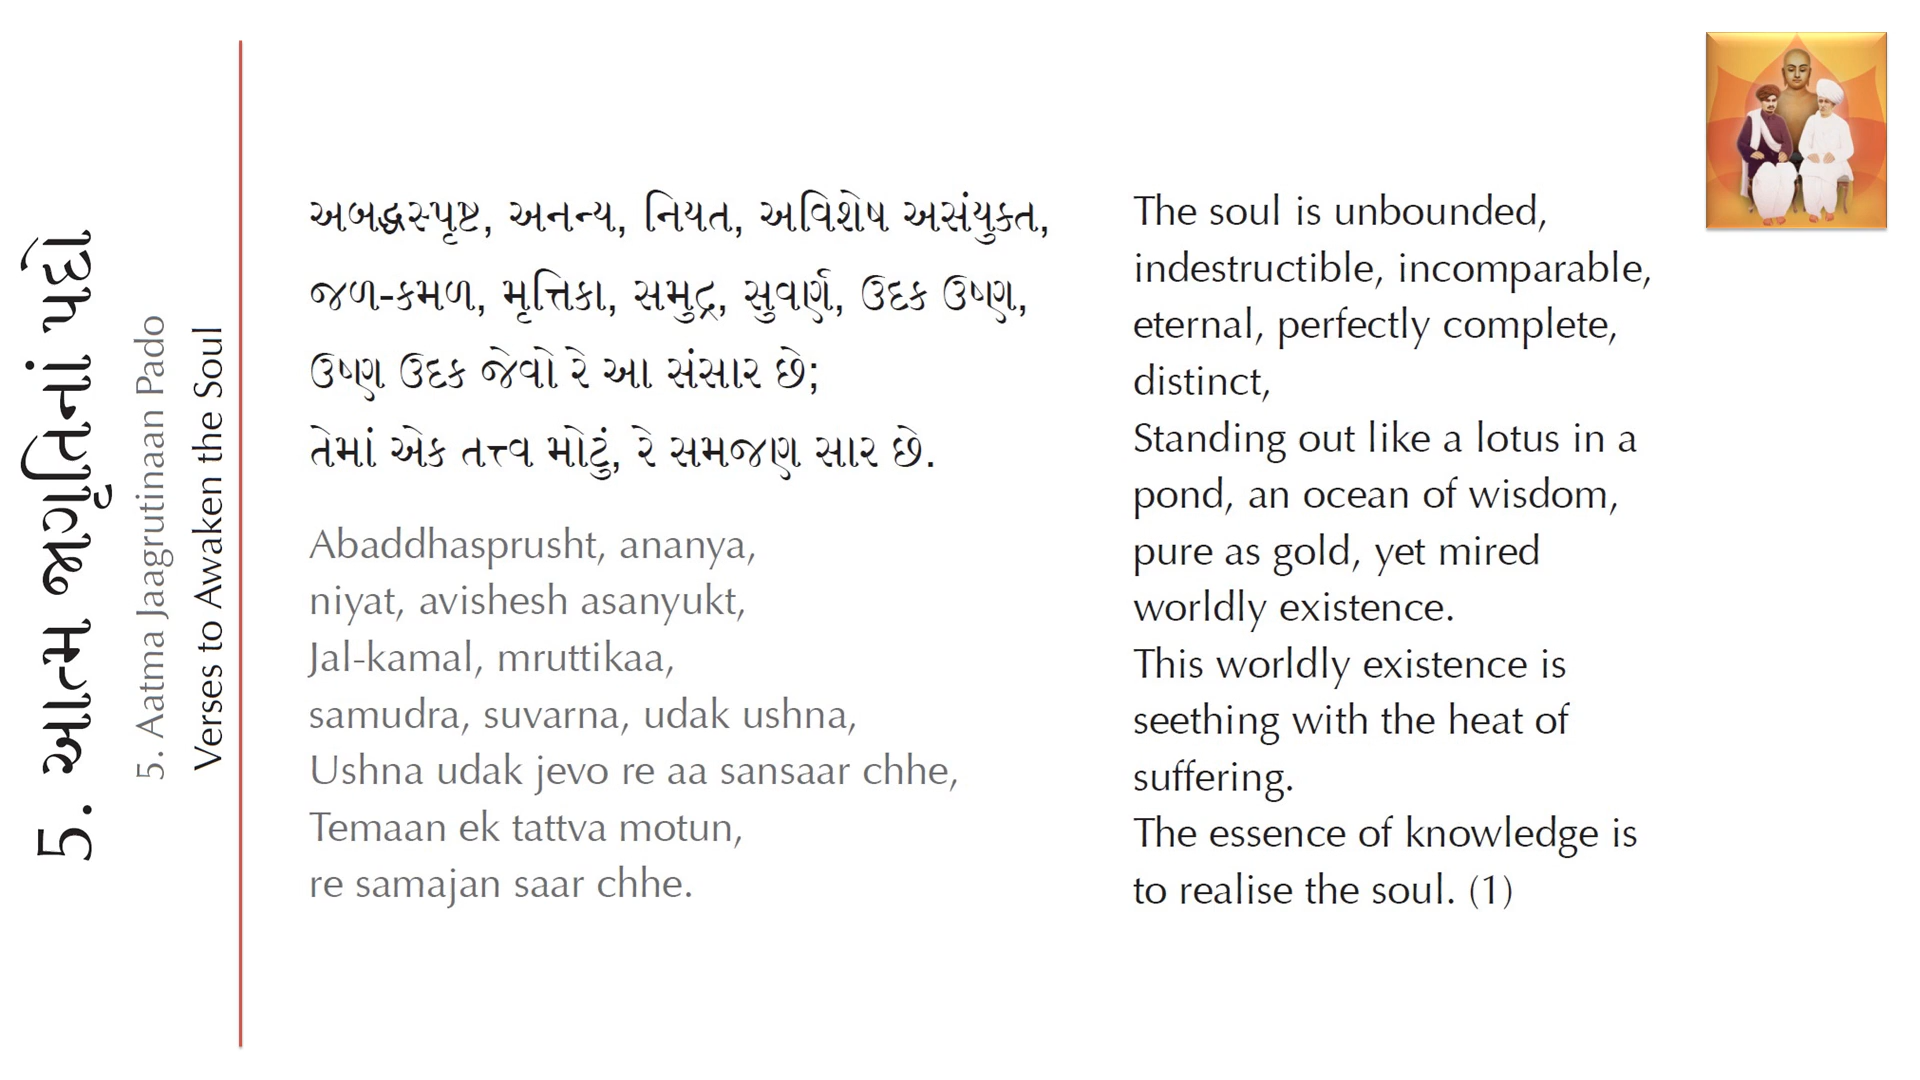 5. આત્મ જાગૃતિનાં પદો
5. Aatma Jaagrutinaan Pado
Verses to Awaken the Soul
અબદ્ધસ્પૃષ્ટ, અનન્ય, નિયત, અવિશેષ અસંયુક્ત,
જળ-કમળ, મૃત્તિકા, સમુદ્ર, સુવર્ણ, ઉદક ઉષ્ણ,
ઉષ્ણ ઉદક જેવો રે આ સંસાર છે;
તેમાં એક તત્ત્વ મોટું, રે સમજણ સાર છે.
Abaddhasprusht, ananya,
niyat, avishesh asanyukt,
Jal-kamal, mruttikaa,
samudra, suvarna, udak ushna,
Ushna udak jevo re aa sansaar chhe,
Temaan ek tattva motun,
re samajan saar chhe.
The soul is unbounded,
indestructible, incomparable,
eternal, perfectly complete,
distinct,
Standing out like a lotus in a
pond, an ocean of wisdom,
pure as gold, yet mired
worldly existence.
This worldly existence is
seething with the heat of
suffering.
The essence of knowledge is
to realise the soul. (1)